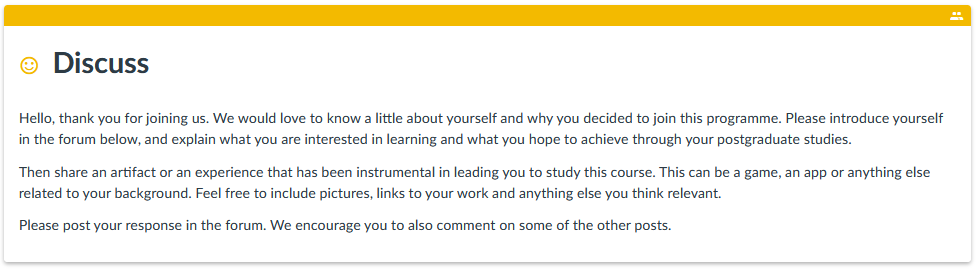 Discuss
Hello, thank you for joining us. We would love to know a little about yourself and why you decided to join this programme. Please introduce yourself
in the forum below, and explain what you are interested in learning and what you hope to achieve through your postgraduate studies.
Then share an artifact or an experience that has been instrumental in leading you to study this course. This can be a game, an app or anything else
related to your background. Feel free to include pictures, links to your work and anything else you think relevant.
Please post your response in the forum. We encourage you to also comment on some of the other posts.